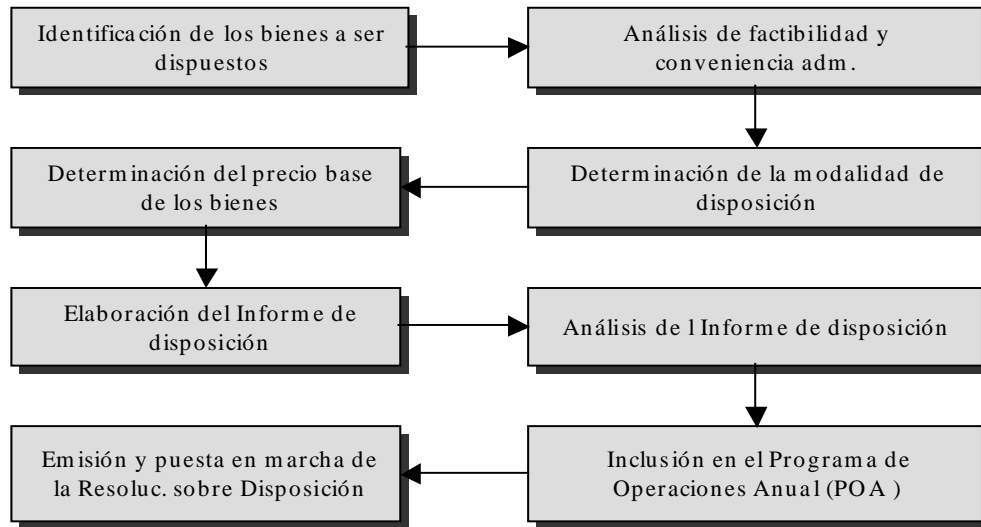 Identificación de los bienes a ser
dispuestos
Análisis de factibilidad y
conveniencia adm.
Determinación de la modalidad de
disposición
Determinación del precio base
de los bienes
Elaboración del Informe de
disposición
Análisis de l Informe de disposición
Inclusión en el Programa de
Operaciones Anual (POA )
Emisión y puesta en marcha de
la Resoluc. sobre Disposición